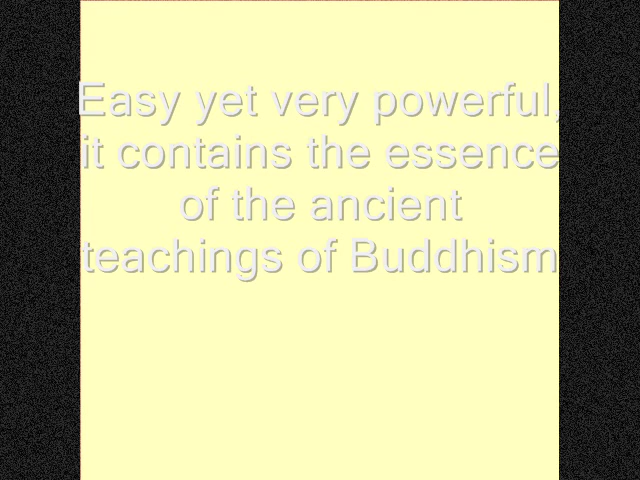 Easy yet very powerful,
it contains the essence
of the ancient
teachings of Buddhism